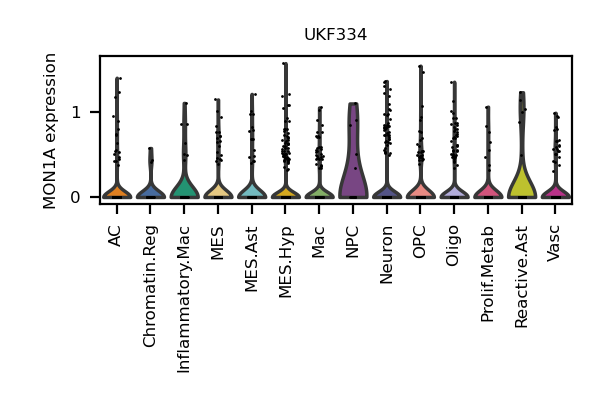 UKF334
MON1A expression
1
0
AC
Chromatin.Reg
Inflammatory.Mac
MES
MES.Ast
MES.Hyp
Mac
NPC
Neuron
OPC
Oligo
Prolif.Metab
Reactive.Ast
Vasc